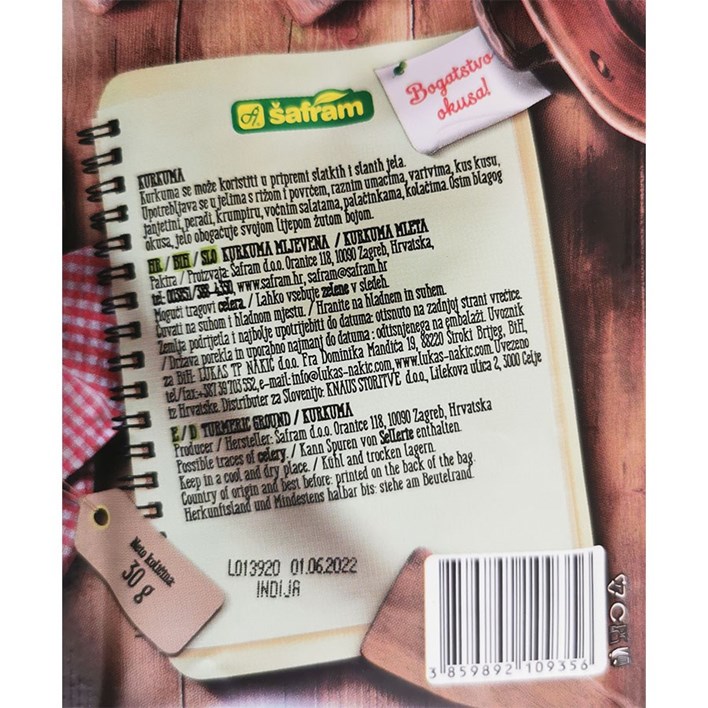 šafram
Bogatstvo
okusa!
KURKUMA
Kurkuma se može koristiti u pripremi slatkih i slanih jela.
Upotrebljava se u jelima s rižom i povrćem, raznim umacima, varivima, kus kusu,
janjetini, peradi, krumpiru, voćnim salatama, palačinkama, kolačima. Osim blagog
okusa, jelo obogaćuje svojom lijepom žutom bojom.
HR / BIH / SLO KURKUMA MLJEVENA / KURKUMA MLETA
Pakira / Proizvaja: Šafram d.o.o. Oranice 118, 10090 Zagreb, Hrvatska,
tel: www.safram.hr, safram@safram.hr
Mogući tragovi celera. / Lahko vsebuje zelene v sledeh.
Čuvati na suhom i hladnom mjestu. / Hranite na hladnem in suhem.
Zemlja podrijetla i najbolje upotrijebiti do datuma: otisnuto na zadnjoj strani vrećice.
/ Država porekla in uporabno najmanj do datuma: odtisnjenega na embalaži. Uvoznik
za BiH: LUKAS TP NAKIĆ d.o.o. Fra Dominika Mandića 19, 88220 Široki Brijeg, BiH,
tel/fax:+387 39 703 552, e-mail:info@lukas-nakic.com, www.lukas-nakic.com. Uvezeno
iz Hrvatske. Distributer za Slovenijo: KNAUS STORITVE d.o.o., Lilekova ulica 2, 3000 Celje
E / D TURMERIC GROUND / KURKUMA
Producer / Hersteller: Šafram d.o.o. Oranice 118, 10090 Zagreb, Hrvatska
Possible traces of celery. / Kann Spuren von Sellerie enthalten.
Keep in a cool and dry place. / Kühl and trocken lagern.
Country of origin and best before: printed on the back of the bag.
Herkunftsland und Mindestens halbar bis: siehe am Beutelrand.
Neto količina:
30 g
L013920 01.06.2022
INDIJA
3 859892 109356